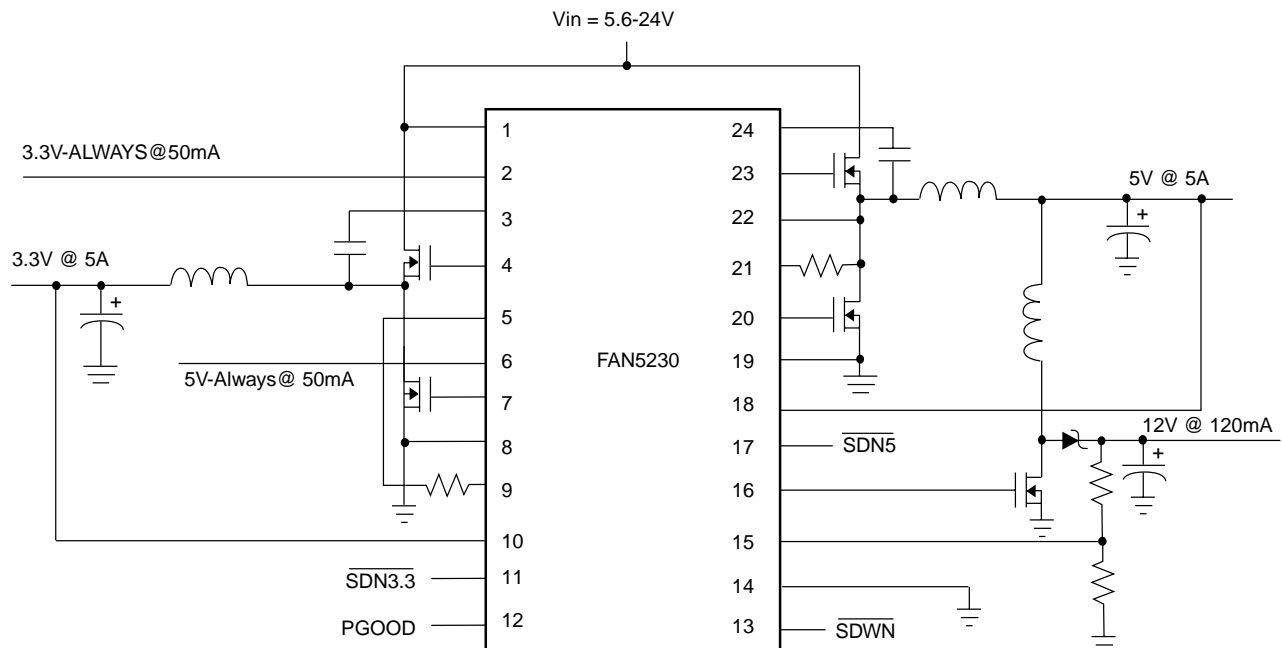 Vin = 5.6-24V
1
24
3.3V-ALWAYS@50mA
2
23
5V @ 5A
3
22
+
3.3V @ 5A
4
21
+
5
20
6
FAN5230
19
5V-Always@ 50mA
7
18
8
17
SDN5
12V @ 120mA
+
9
16
10
15
SDN3.3
11
14
PGOOD
12
13
SDWN